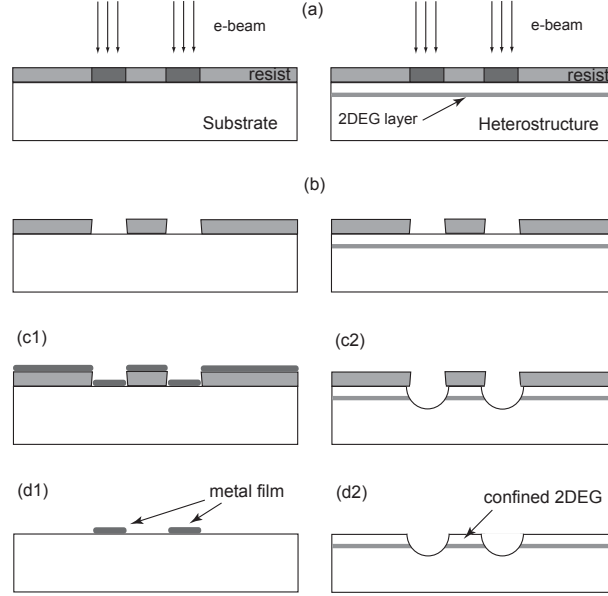 (a)
e-beam
e-beam
resist
resist
2DEG layer
Substrate
Heterostructure
(b)
(c1)
(c2)
(d1)
metal film
(d2)
confined 2DEG